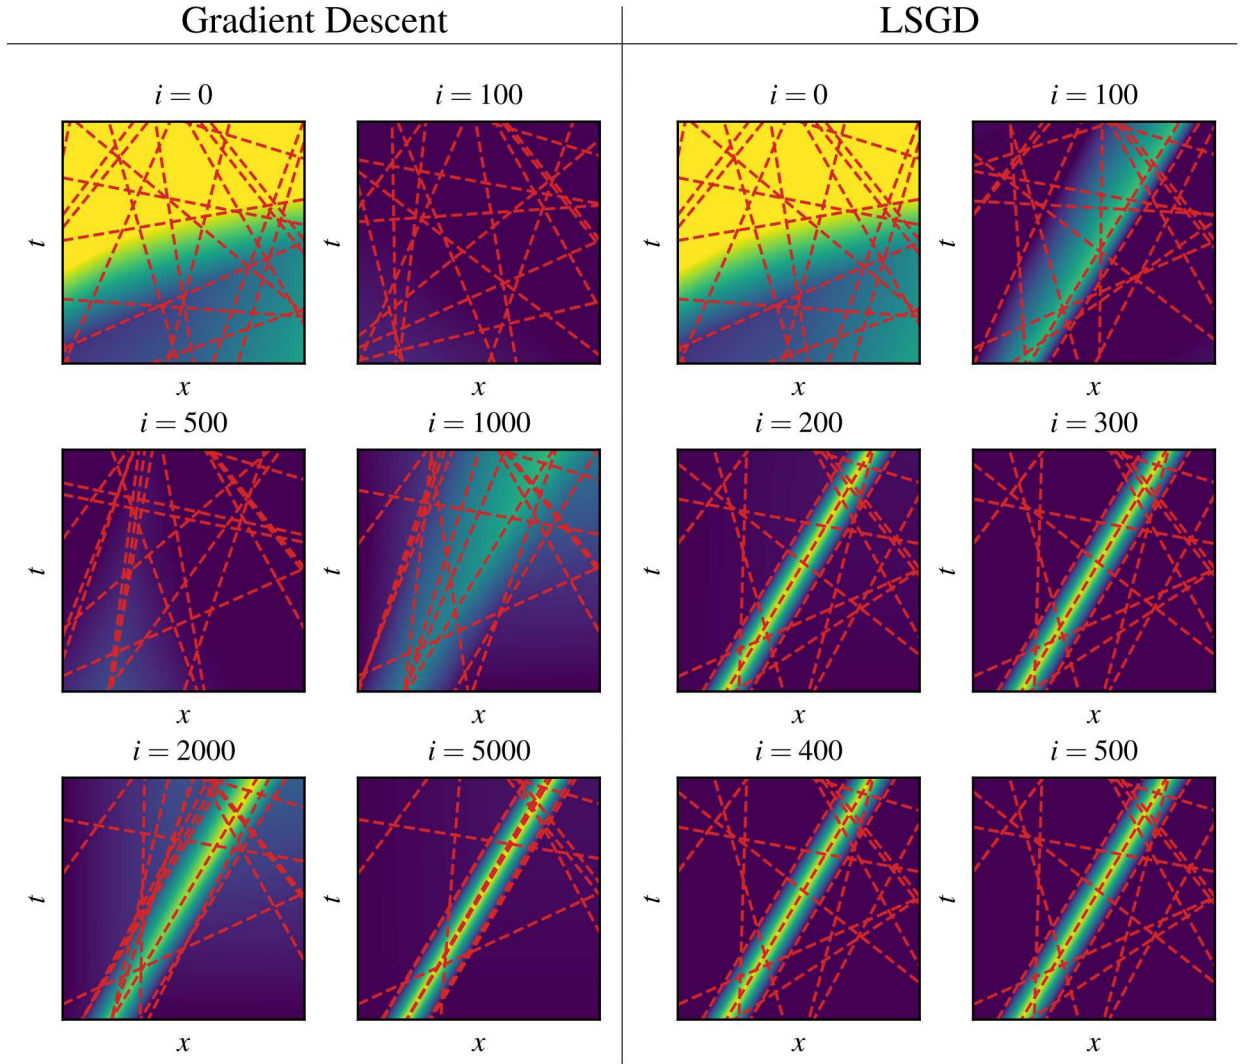 Gradient Descent LSGD
i = 0 i = 100 i = 0 i = 100
t t t t
x x x x
i = 500 i = 1000 i = 200 i = 300
t t t t
x x x x
i = 2000 i = 5000 i = 400 i = 500
t t t t
x x x x